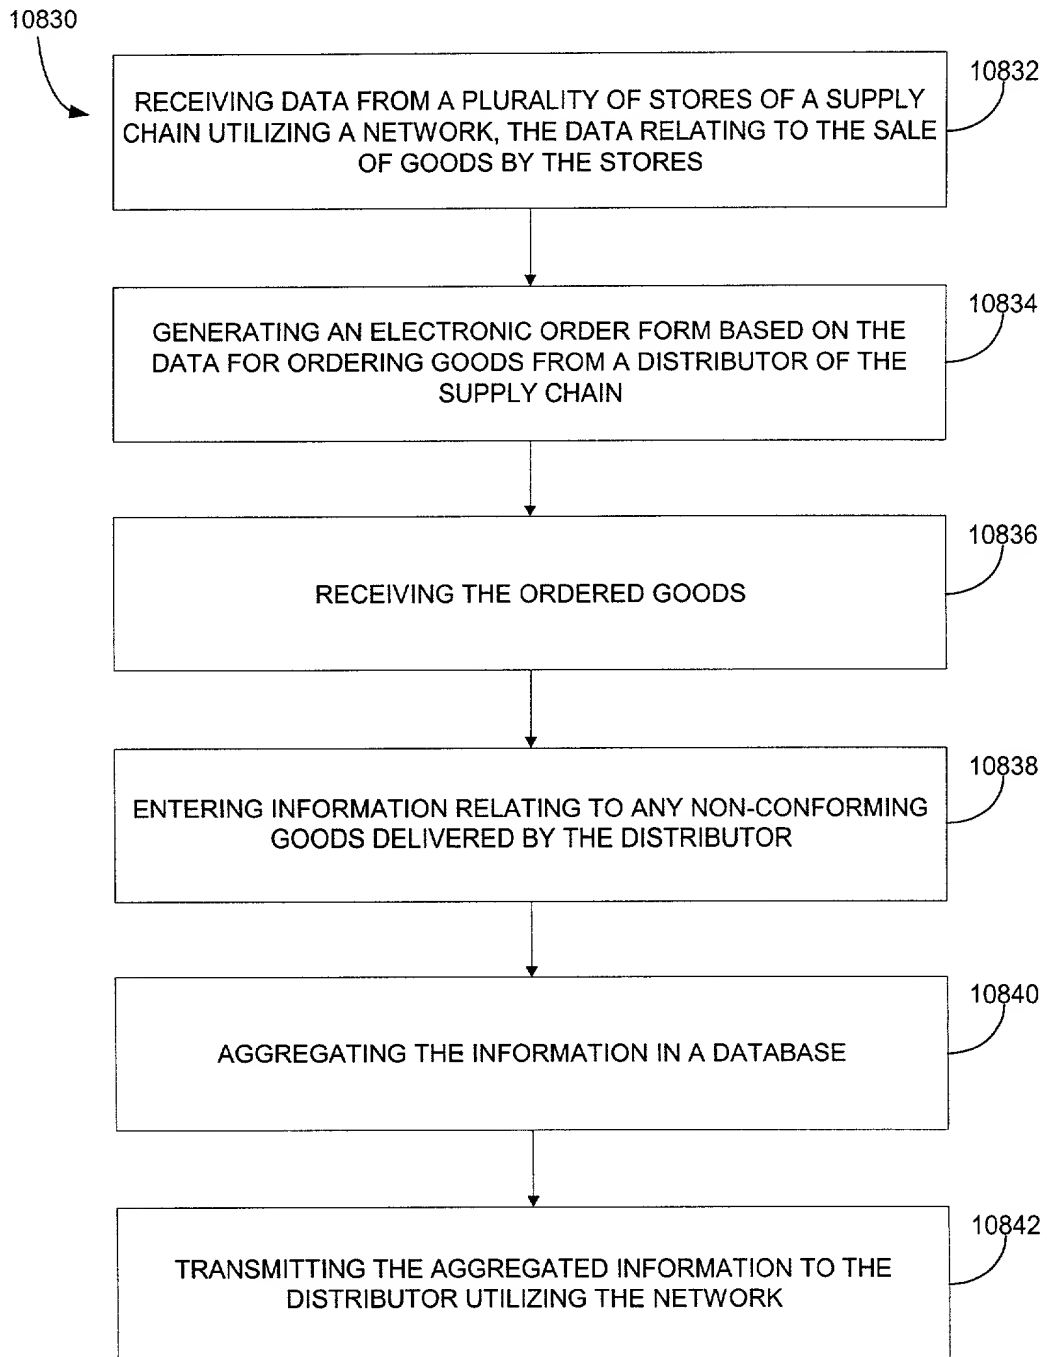 10830
10832
RECEIVING DATA FROM A PLURALITY OF STORES OF A SUPPLY
CHAIN UTILIZING A NETWORK, THE DATA RELATING TO THE SALE
OF GOODS BY THE STORES
10834
GENERATING AN ELECTRONIC ORDER FORM BASED ON THE
DATA FOR ORDERING GOODS FROM A DISTRIBUTOR OF THE
SUPPLY CHAIN
10836
RECEIVING THE ORDERED GOODS
10838
ENTERING INFORMATION RELATING TO ANY NON-CONFORMING
GOODS DELIVERED BY THE DISTRIBUTOR
10840
AGGREGATING THE INFORMATION IN A DATABASE
10842
TRANSMITTING THE AGGREGATED INFORMATION TO THE
DISTRIBUTOR UTILIZING THE NETWORK